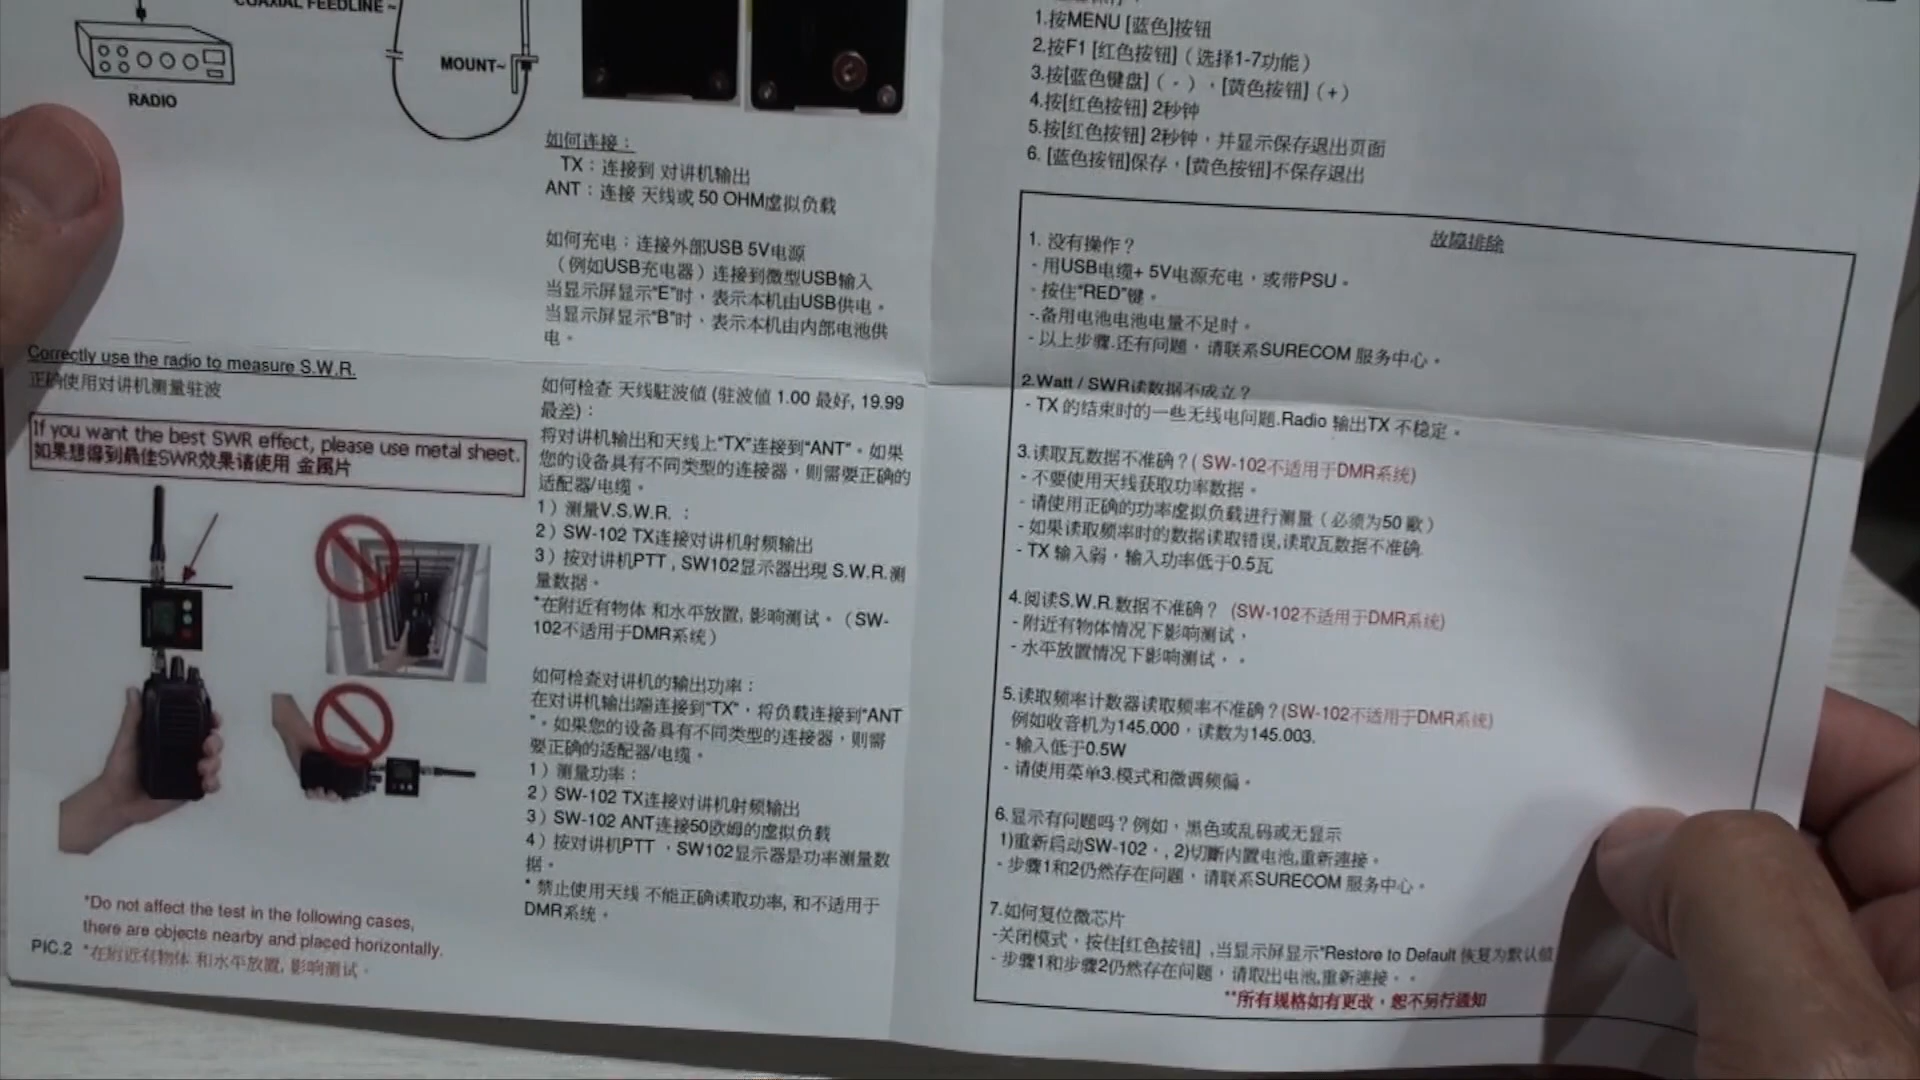 COAXIAL FEEDLINE ~
MOUNT~
RADIO
Correctly use the radio to measure S.W.R.
正确使用对讲机测量驻波
If you want the best SWR effect, please use metal sheet.
如果想得到最佳SWR效果请使用 金属片
*Do not affect the test in the following cases,
there are objects nearby and placed horizontally.
PIC.2 *在附近有物体 和水平放置, 影响测试。
如何连接：
TX：连接到 对讲机输出
ANT：连接 天线或 50 OHM虚拟负载
如何充电：连接外部USB 5V电源
（例如USB充电器）连接到微型USB输入
当显示屏显示“E”时，表示本机由USB供电。
当显示屏显示“B”时，表示本机由内部电池供
电。
如何检查 天线駐波値 (驻波値 1.00 最好, 19.99
最差)：
将对讲机输出和天线上“TX”连接到“ANT”。如果
您的设备具有不同类型的连接器，则需要正确的
适配器/电缆。
1）测量V.S.W.R. ：
2）SW-102 TX连接对讲机射频输出
3）按对讲机PTT , SW102显示器出現 S.W.R.测
量数据。
*在附近有物体 和水平放置, 影响测试。（SW-
102不适用于DMR系统）
如何检查对讲机的输出功率：
在对讲机输出端连接到“TX”，将负载连接到“ANT
”。如果您的设备具有不同类型的连接器，则需
要正确的适配器/电缆。
1）测量功率：
2）SW-102 TX连接对讲机射频输出
3）SW-102 ANT连接50欧姆的虚拟负载
4）按对讲机PTT ，SW102显示器是功率测量数
据。
* 禁止使用天线 不能正确读取功率, 和不适用于
DMR系统。
1.按MENU [蓝色]按钮
2.按F1 [红色按钮]（选择1-7功能）
3.按[蓝色键盘]（-），[黄色按钮]（+）
4.按[红色按钮] 2秒钟
5.按[红色按钮] 2秒钟，并显示保存退出页面
6. [蓝色按钮]保存，[黄色按钮]不保存退出
故障排除
1. 没有操作？
- 用USB电缆+ 5V电源充电，或带PSU。
- 按住“RED”键。
-.备用电池电池电量不足时。
- 以上步骤.还有问题，请联系SURECOM 服务中心。
2.Watt / SWR读数据不成立？
- TX 的结束时的一些无线电问题.Radio 输出TX 不稳定。
3.读取瓦数据不准确？( SW-102不适用于DMR系统)
- 不要使用天线获取功率数据。
- 请使用正确的功率虚拟负载进行测量（必须为50 歐）
- 如果读取频率时的数据读取错误,读取瓦数据不准确.
- TX 输入弱，输入功率低于0.5瓦
4.阅读S.W.R.数据不准确？ (SW-102不适用于DMR系统)
- 附近有物体情况下影响测试，
- 水平放置情况下影响测试，。
5.读取频率计数器读取频率不准确？(SW-102不适用于DMR系统)
例如收音机为145.000，读数为145.003.
- 输入低于0.5W
- 请使用菜单3.模式和微调频偏。
6.显示有问题吗？例如，黑色或乱码或无显示
1)重新启动SW-102。, 2)切斷内置电池,重新連接。
- 步骤1和2仍然存在问题，请联系SURECOM 服务中心。
7.如何复位微芯片
-关闭模式，按住[红色按钮] ,当显示屏显示“Restore to Default 恢复为默认值
- 步骤1和步骤2仍然存在问题，请取出电池,重新連接。。
**所有规格如有更改，恕不另行通知